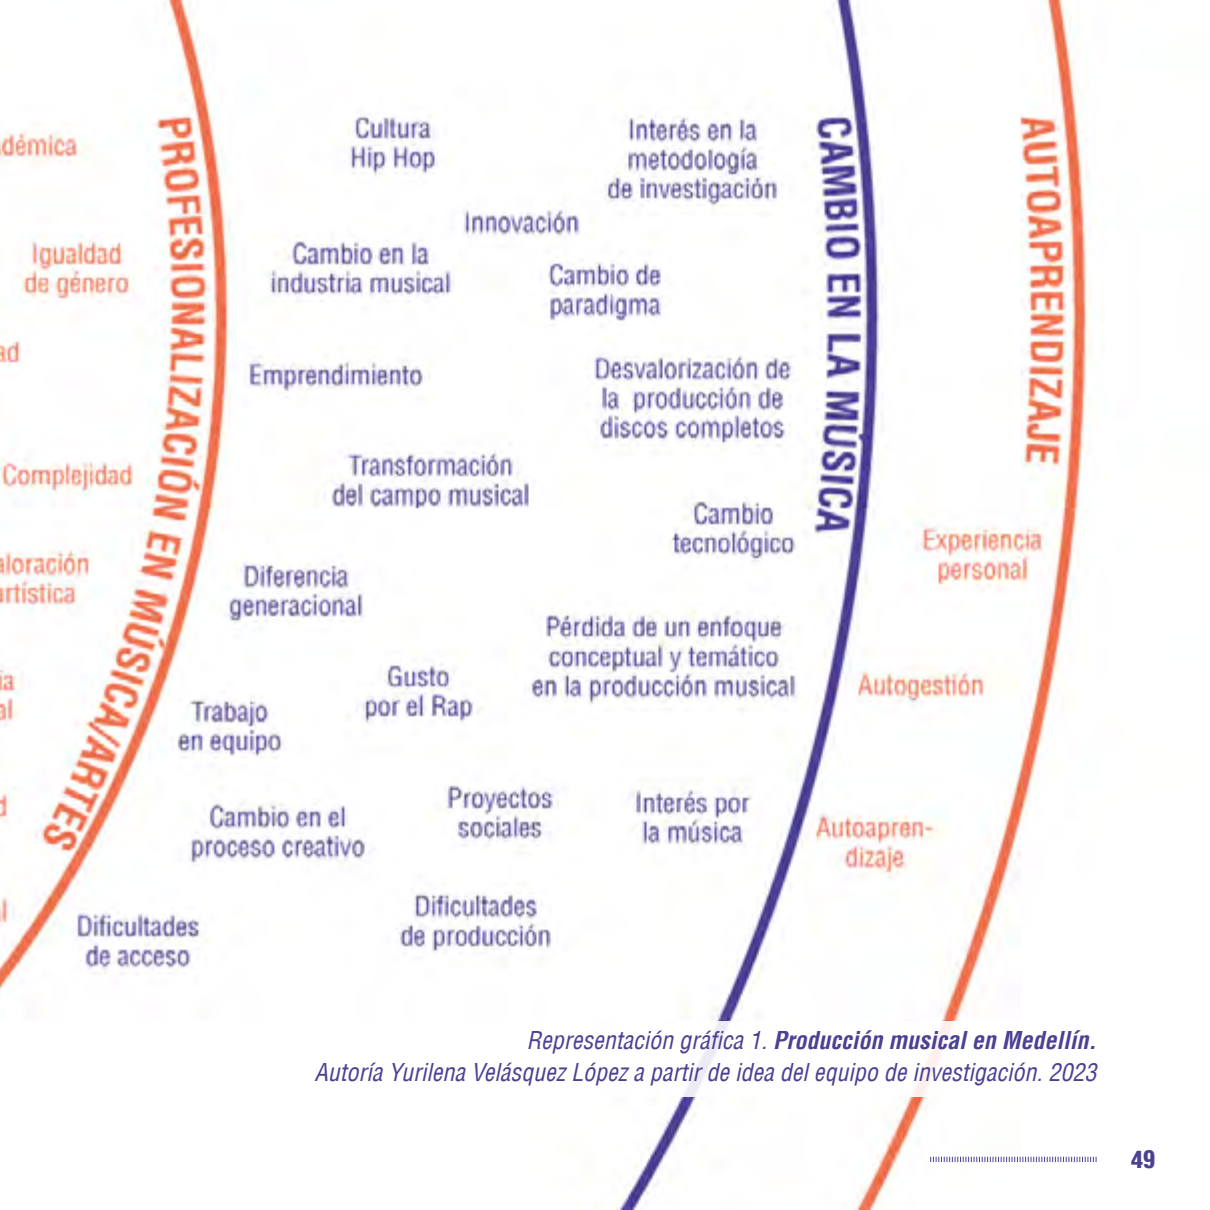 démica
Igualdad
de género
ad
Complejidad
aloración
artística
ia
al
d
l
PROFESIONALIZACIÓN EN MÚSICA/ARTES
Cultura
Hip Hop
Interés en la
metodología
de investigación
Innovación
Cambio en la
industria musical
Cambio de
paradigma
Emprendimiento
Desvalorización de
la producción de
discos completos
Transformación
del campo musical
Cambio
tecnológico
Diferencia
generacional
Pérdida de un enfoque
conceptual y temático
en la producción musical
Gusto
por el Rap
Trabajo
en equipo
Proyectos
sociales
Interés por
la música
Cambio en el
proceso creativo
Dificultades
de producción
Dificultades
de acceso
CAMBIO EN LA MÚSICA
AUTOAPRENDIZAJE
Experiencia
personal
Autogestión
Autoapren-
dizaje
Representación gráfica 1. Producción musical en Medellín.
Autoría Yurilena Velásquez López a partir de idea del equipo de investigación. 2023
49